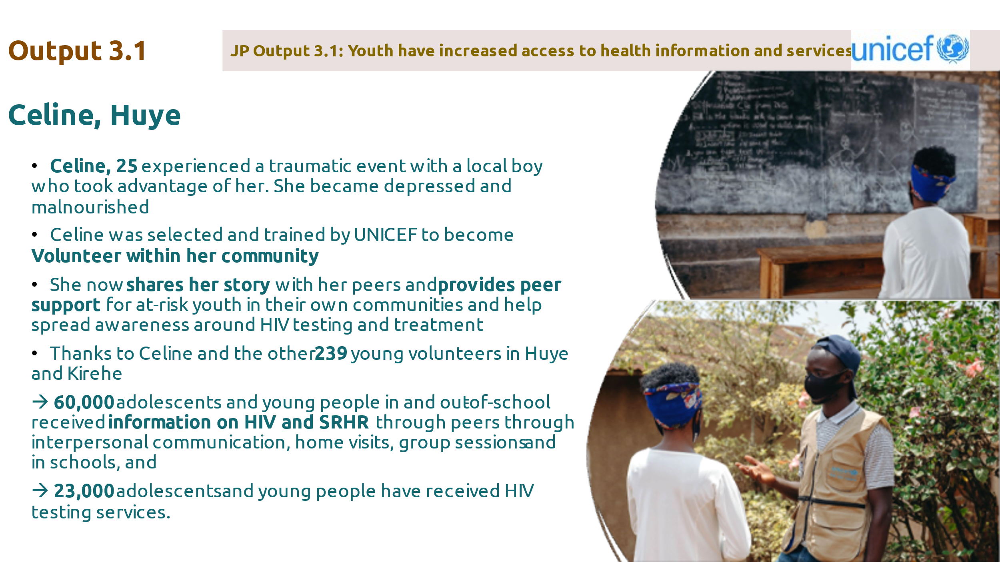 Output 3.1
JP Output 3.1: Youth have increased access to health information and services
unicef
Celine, Huye
• Celine, 25 experienced a traumatic event with a local boy
who took advantage of her. She became depressed and
malnourished
• Celine was selected and trained by UNICEF to become
Volunteer within her community
• She now shares her story with her peers and provides peer
support for at-risk youth in their own communities and help
spread awareness around HIV testing and treatment
• Thanks to Celine and the other 239 young volunteers in Huye
and Kirehe
→ 60,000 adolescents and young people in and out-of-school
received information on HIV and SRHR through peers through
interpersonal communication, home visits, group sessions and
in schools, and
→ 23,000 adolescents and young people have received HIV
testing services.